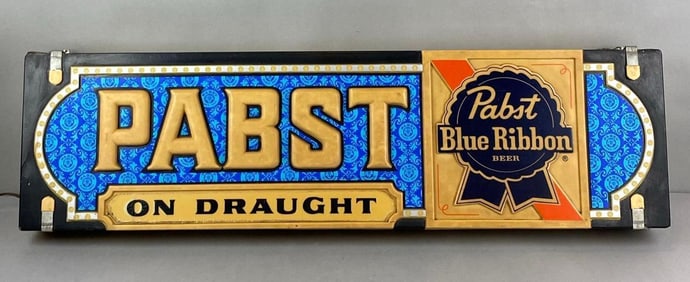 PABST
ON DRAUGHT
Pabst
Blue Ribbon
BEER
®